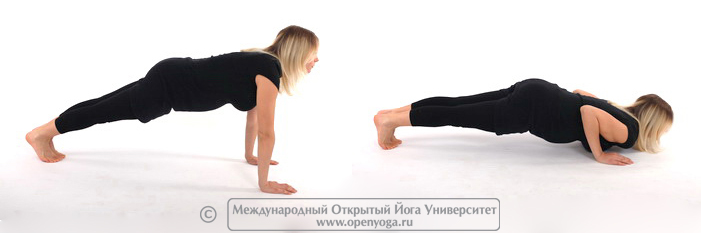 © Международный Открытый Йога Университет
www.openyoga.ru